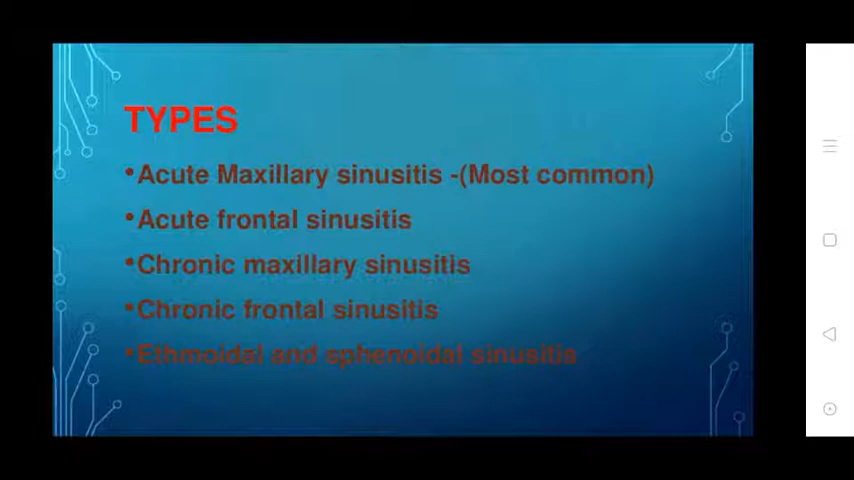 TYPES
•Acute Maxillary sinusitis -(Most common)
•Acute frontal sinusitis
•Chronic maxillary sinusitis
•Chronic frontal sinusitis
•Ethmoidal and sphenoidal sinusitis